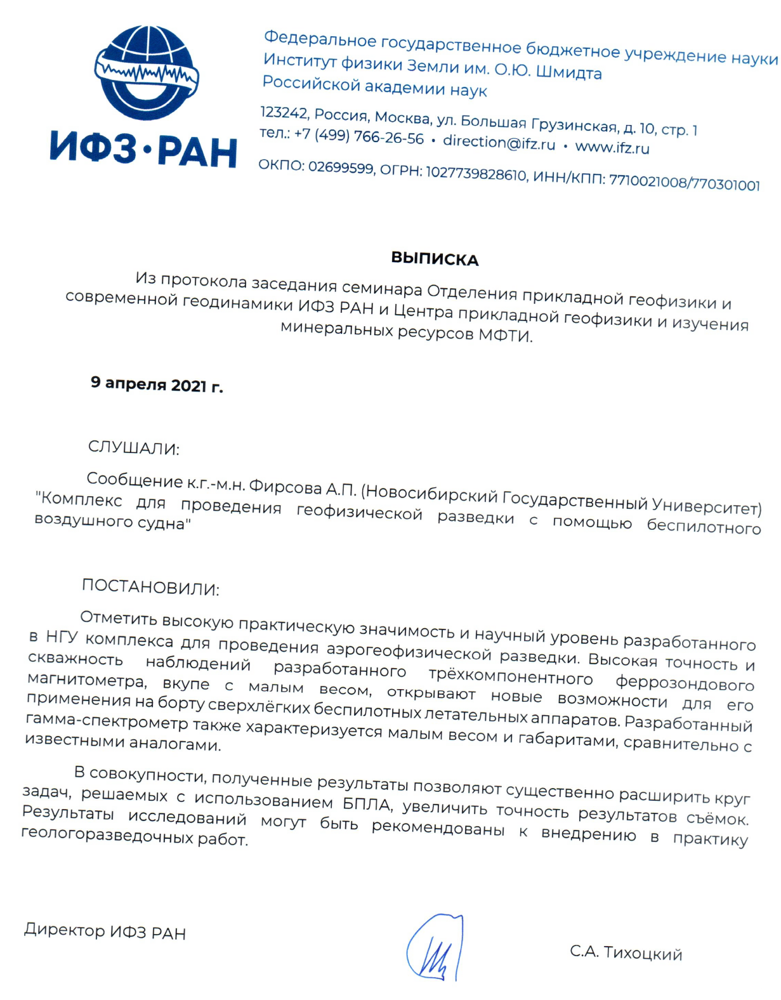 ИФЗ·РАН
Федеральное государственное бюджетное учреждение науки
Институт физики Земли им. О.Ю. Шмидта
Российской академии наук
123242, Россия, Москва, ул. Большая Грузинская, д. 10, стр. 1
тел.: +7 (499) 766-26-56 • direction@ifz.ru • www.ifz.ru
ОКПО: 02699599, ОГРН: 1027739828610, ИНН/КПП: 7710021008/770301001
ВЫПИСКА
Из протокола заседания семинара Отделения прикладной геофизики и
современной геодинамики ИФЗ РАН и Центра прикладной геофизики и изучения
минеральных ресурсов МФТИ.
9 апреля 2021 г.
СЛУШАЛИ:
Сообщение к.г.-м.н. Фирсова А.П. (Новосибирский Государственный Университет)
"Комплекс для проведения геофизической разведки с помощью беспилотного
воздушного судна"
ПОСТАНОВИЛИ:
Отметить высокую практическую значимость и научный уровень разработанного
в НГУ комплекса для проведения аэрогеофизической разведки. Высокая точность и
скважность наблюдений разработанного трёхкомпонентного феррозондового
магнитометра, вкупе с малым весом, открывают новые возможности для его
применения на борту сверхлёгких беспилотных летательных аппаратов. Разработанный
гамма-спектрометр также характеризуется малым весом и габаритами, сравнительно с
известными аналогами.
В совокупности, полученные результаты позволяют существенно расширить круг
задач, решаемых с использованием БПЛА, увеличить точность результатов съёмок.
Результаты исследований могут быть рекомендованы к внедрению в практику
геологоразведочных работ.
Директор ИФЗ РАН
С.А. Тихоцкий